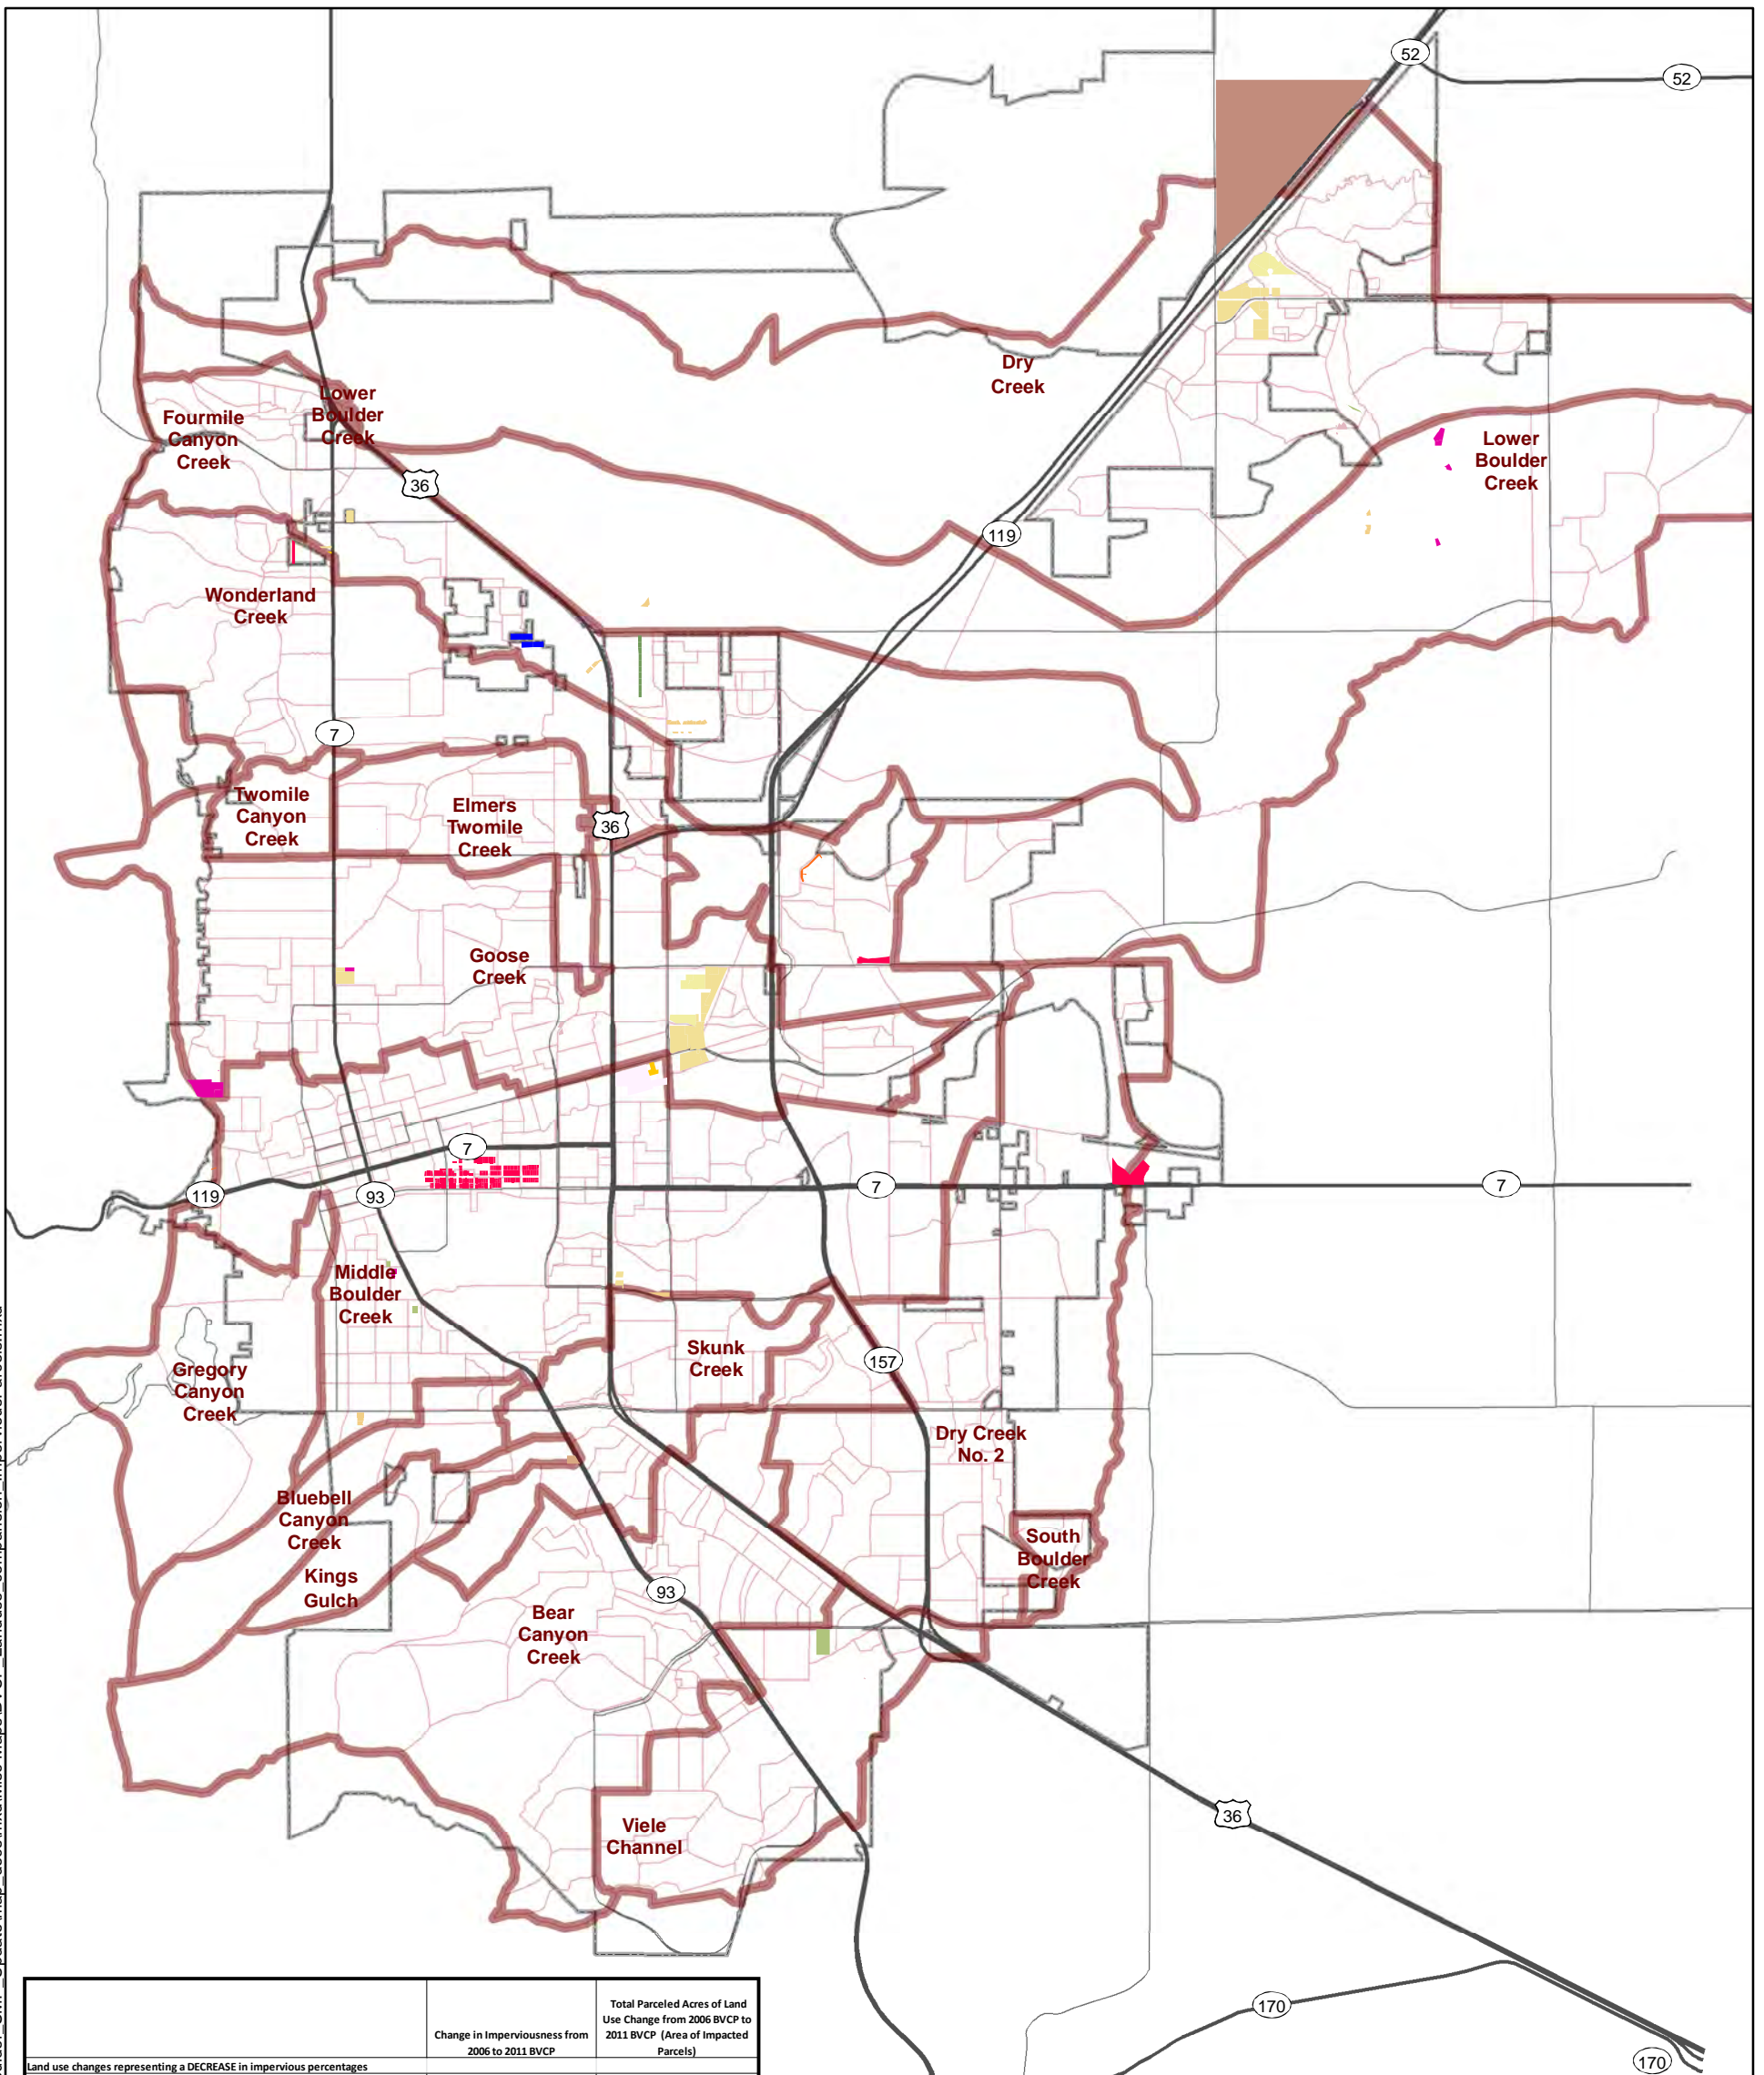 52
52
Dry
Creek
Lower
Boulder
Creek
Fourmile
Canyon
Creek
Lower
Boulder
Creek
36
119
Wonderland
Creek
7
Twomile
Canyon
Creek
Elmers
Twomile
Creek
36
Goose
Creek
7
119
93
7
7
Middle
Boulder
Creek
Skunk
Creek
157
Gregory
Canyon
Creek
Dry Creek
No. 2
Bluebell
Canyon
Creek
South
Boulder
Creek
Kings
Gulch
93
Bear
Canyon
Creek
36
Viele
Channel
170
170
Change in Imperviousness from
2006 to 2011 BVCP
Total Parceled Acres of Land
Use Change from 2006 BVCP to
2011 BVCP (Area of Impacted
Parcels)
Land use changes representing a DECREASE in impervious percentages